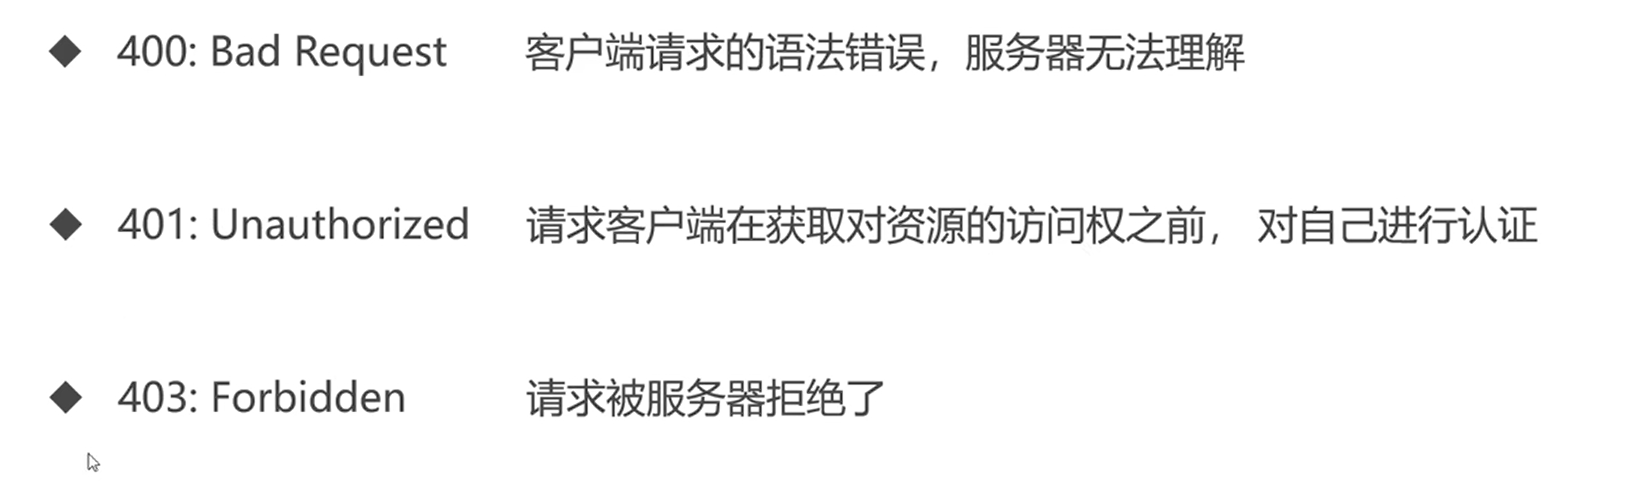 ◆ 400: Bad Request 客户端请求的语法错误，服务器无法理解
◆ 401: Unauthorized 请求客户端在获取对资源的访问权之前， 对自己进行认证
◆ 403: Forbidden 请求被服务器拒绝了